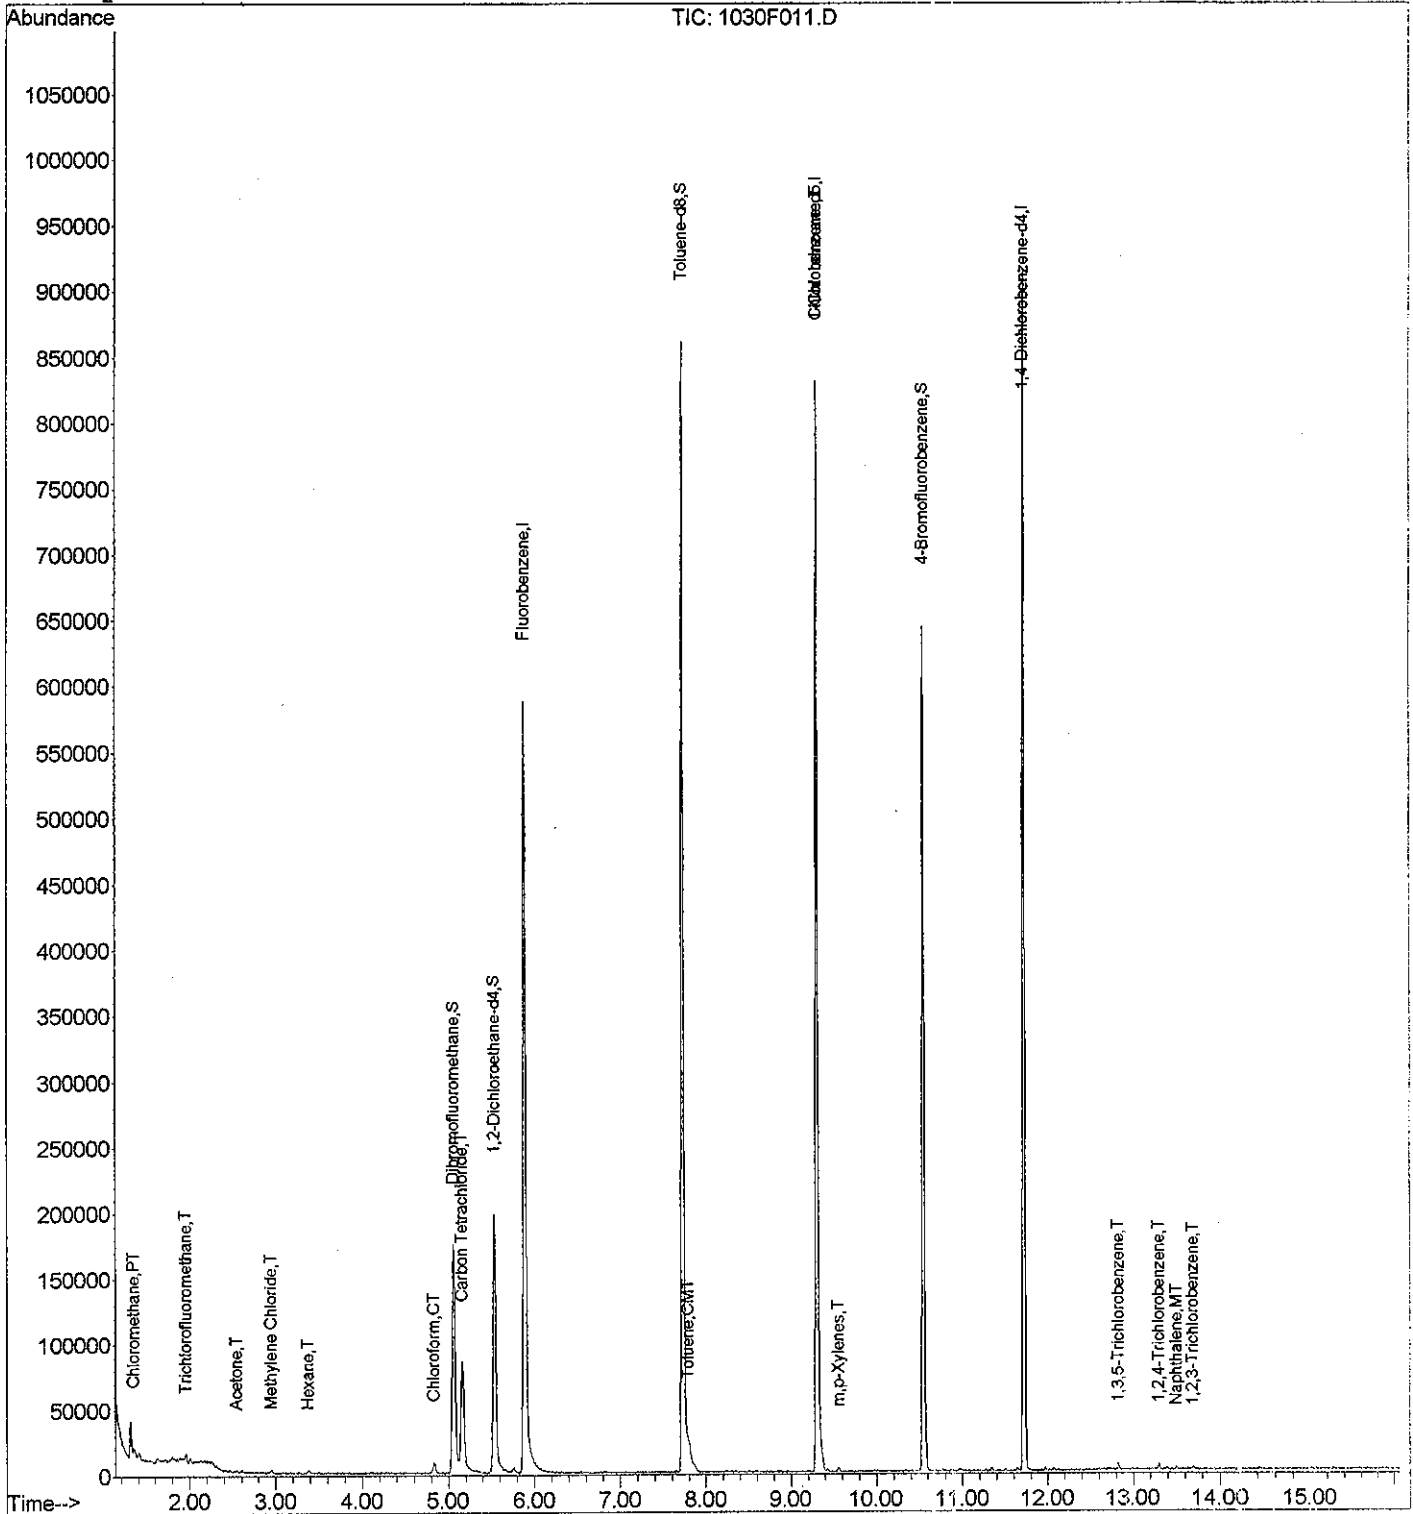 Abundance
TIC: 1030F011.D
1050000
1000000
950000
900000
850000
800000
750000
700000
650000
600000
550000
500000
450000
400000
350000
300000
250000
200000
150000
100000
50000
0
Chloromethane,PT
Trichlorofluoromethane,T
Acetone,T
Methylene Chloride,T
Hexane,T
Chloroform,CT
Dibromofluoromethane,S
Carbon Tetrachloride,T
1,2-Dichloroethane-d4,S
Fluorobenzene,I
Toluene-d8,S
Toluene,CMT
m,p-Xylenes,T
4-Bromofluorobenzene,S
1,4-Dichlorobenzene-d4,I
1,3,5-Trichlorobenzene,T
1,2,4-Trichlorobenzene,T
Naphthalene,MT
1,2,3-Trichlorobenzene,T
Time-->
2.00 3.00 4.00 5.00 6.00 7.00 8.00 9.00 10.00 11.00 12.00 13.00 14.00 15.00